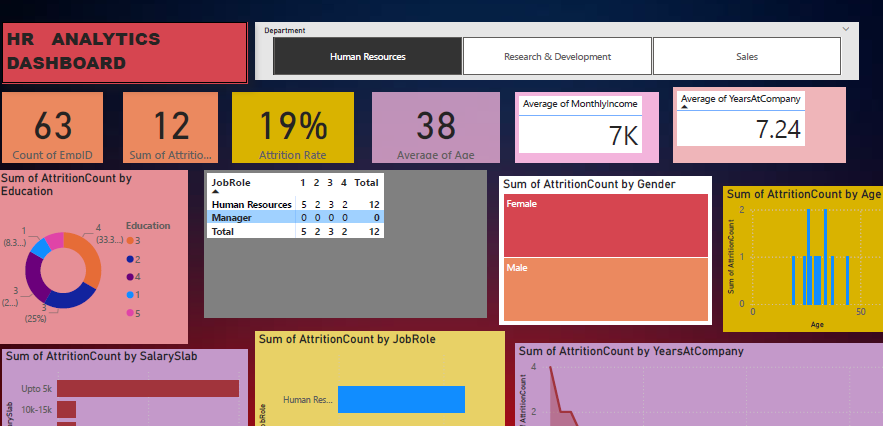 HR ANALYTICS
DASHBOARD
Department
Human Resources
Research & Development
Sales
63
Count of EmpID
12
Sum of Attritio...
19%
Attrition Rate
38
Average of Age
Average of MonthlyIncome
7K
Average of YearsAtCompany
7.24
Sum of AttritionCount by
Education
1
(8.3...)
4
(33.3...)
3
(2...)
3
(25%)
Education
3
2
4
1
5
JobRole 1 2 3 4 Total
Human Resources 5 2 3 2 12
Manager 0 0 0 0 0
Total 5 2 3 2 12
Sum of AttritionCount by Gender
Female
Male
Sum of AttritionCount by Age
Sum of AttritionCount
2
1
0
0
50
Age
Sum of AttritionCount by SalarySlab
Upto 5k
10k-15k
Sum of AttritionCount by JobRole
Human Res...
Sum of AttritionCount by YearsAtCompany
4
2